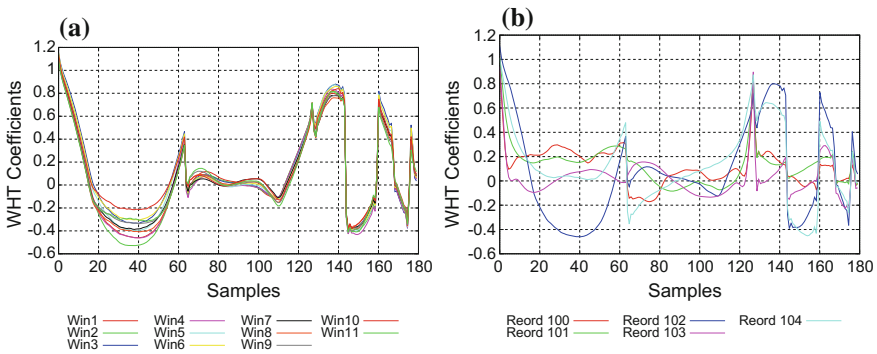 (a)
1.2
1
0.8
0.6
0.4
0.2
0
-0.2
-0.4
-0.6
WHT Coefficients
0 20 40 60 80 100 120 140 160 180
Samples
Win1 Win4 Win7 Win10
Win2 Win5 Win8 Win11
Win3 Win6 Win9
(b)
1.2
1
0.8
0.6
0.4
0.2
0
-0.2
-0.4
-0.6
WHT Coefficients
0 20 40 60 80 100 120 140 160 180
Samples
Reord 100 Reord 102 Reord 104
Reord 101 Reord 103